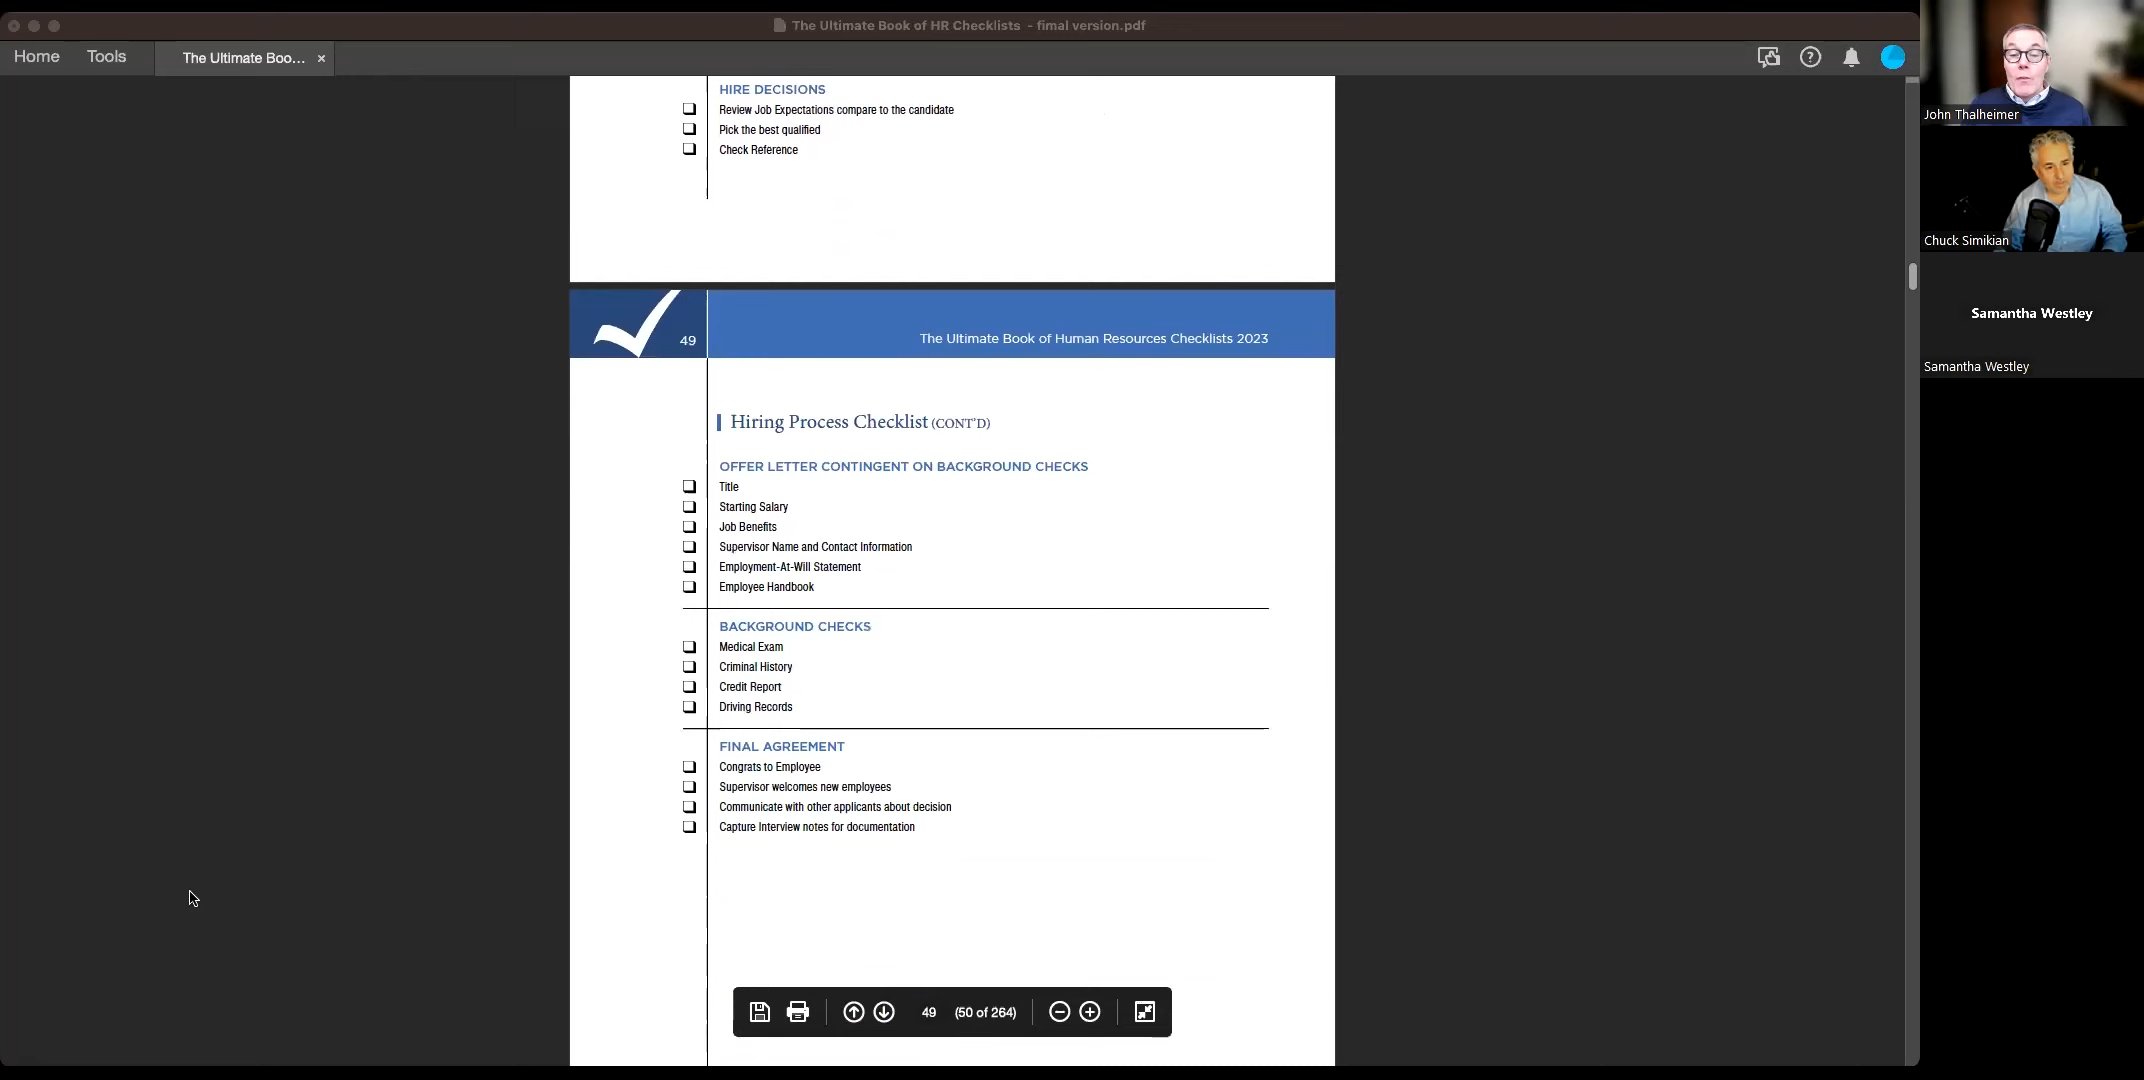 The Ultimate Book of HR Checklists - final version.pdf
Home
Tools
The Ultimate Boo... ×
HIRE DECISIONS
Review Job Expectations compare to the candidate
Pick the best qualified
Check Reference
49
The Ultimate Book of Human Resources Checklists 2023
Hiring Process Checklist (CONT'D)
OFFER LETTER CONTINGENT ON BACKGROUND CHECKS
Title
Starting Salary
Job Benefits
Supervisor Name and Contact Information
Employment-At-Will Statement
Employee Handbook
BACKGROUND CHECKS
Medical Exam
Criminal History
Credit Report
Driving Records
FINAL AGREEMENT
Congrats to Employee
Supervisor welcomes new employees
Communicate with other applicants about decision
Capture Interview notes for documentation
49 (50 of 264)
John Thalheimer
Chuck Simikian
Samantha Westley
Samantha Westley